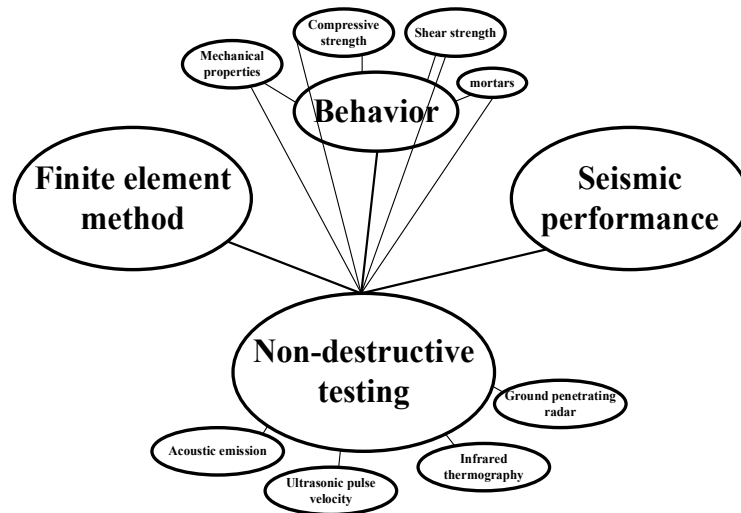 Compressive
strength
Shear strength
Mechanical
properties
mortars
Behavior
Finite element
method
Seismic
performance
Non-destructive
testing
Ground penetrating
radar
Acoustic emission
Infrared
thermography
Ultrasonic pulse
velocity